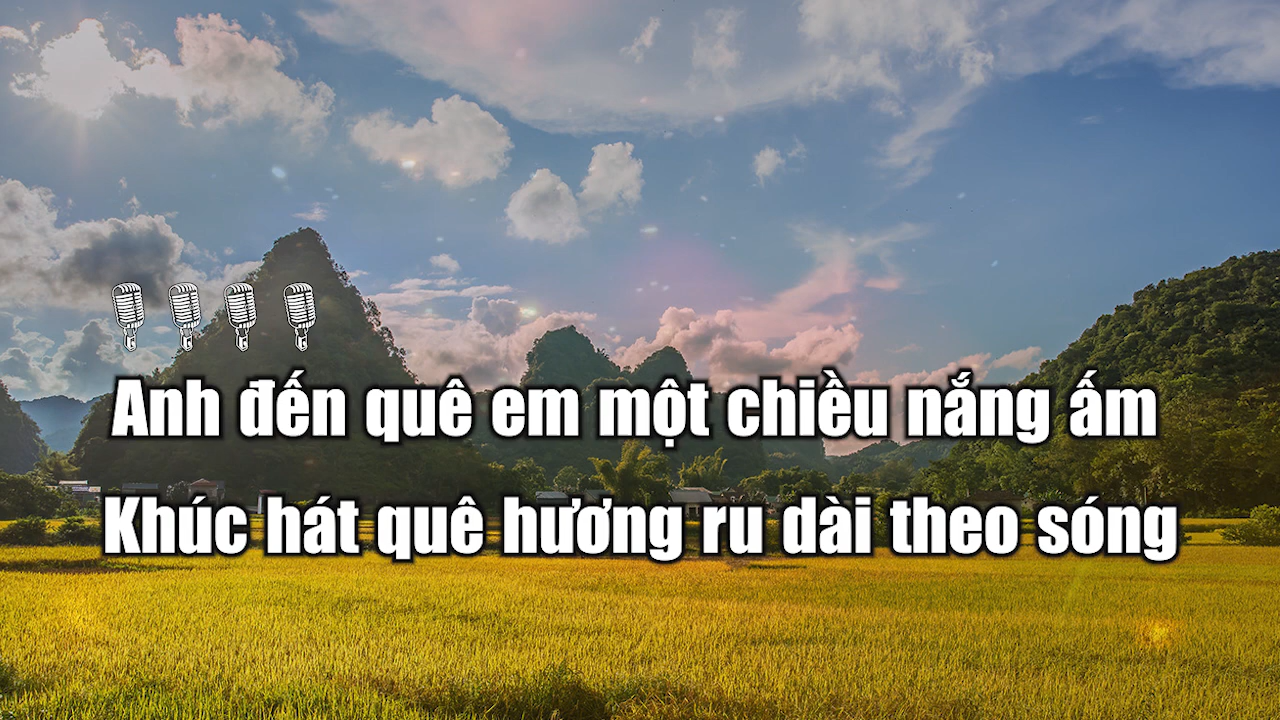 Anh đến quê em một chiều nắng ấm
Khúc hát quê hương ru dài theo sóng